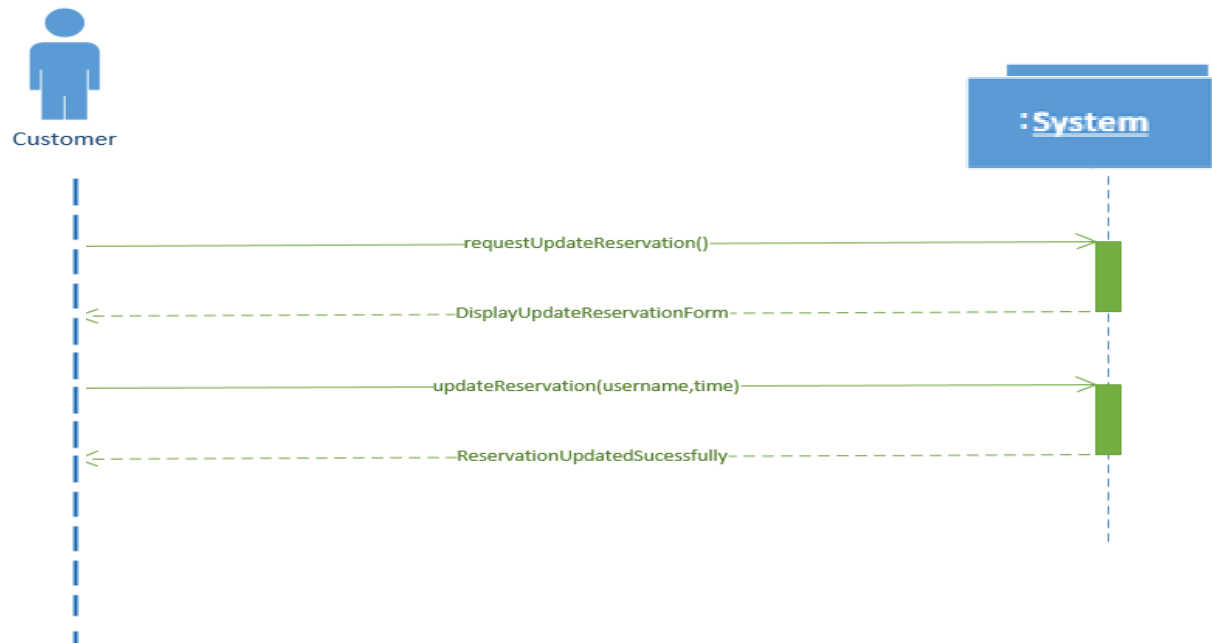 Customer
:System
requestUpdateReservation()
DisplayUpdateReservationForm
updateReservation(username,time)
ReservationUpdatedSucessfully